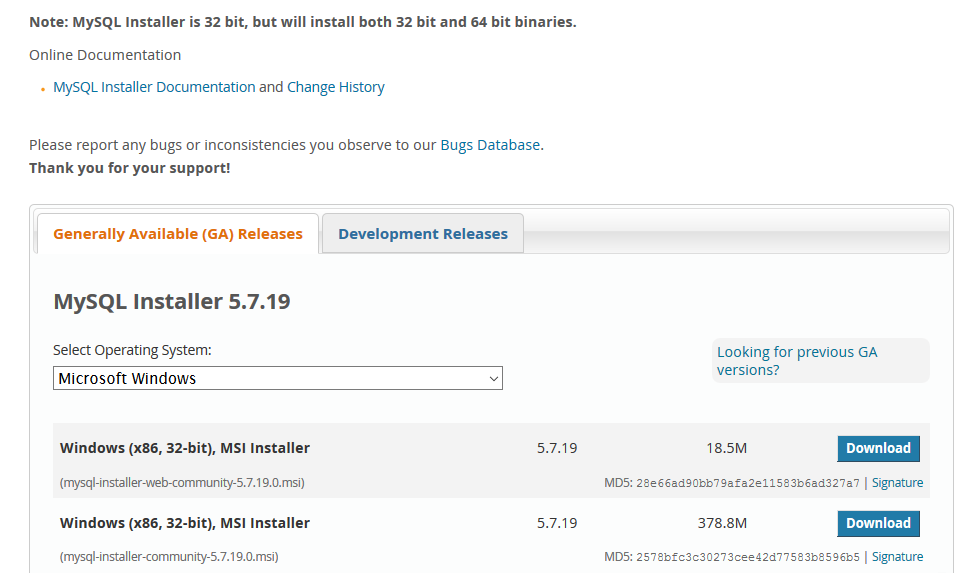 Note: MySQL Installer is 32 bit, but will install both 32 bit and 64 bit binaries.
Online Documentation
MySQL Installer Documentation and Change History
Please report any bugs or inconsistencies you observe to our Bugs Database.
Thank you for your support!
Generally Available (GA) Releases
Development Releases
MySQL Installer 5.7.19
Select Operating System:
Looking for previous GA
versions?
Microsoft Windows
Windows (x86, 32-bit), MSI Installer 5.7.19 18.5M Download
(mysql-installer-web-community-5.7.19.0.msi) MD5: 28e66ad90bb79afa2e11583b6ad327a7 | Signature
Windows (x86, 32-bit), MSI Installer 5.7.19 378.8M Download
(mysql-installer-community-5.7.19.0.msi) MD5: 2578bfc3c30273cee42d77583b8596b5 | Signature